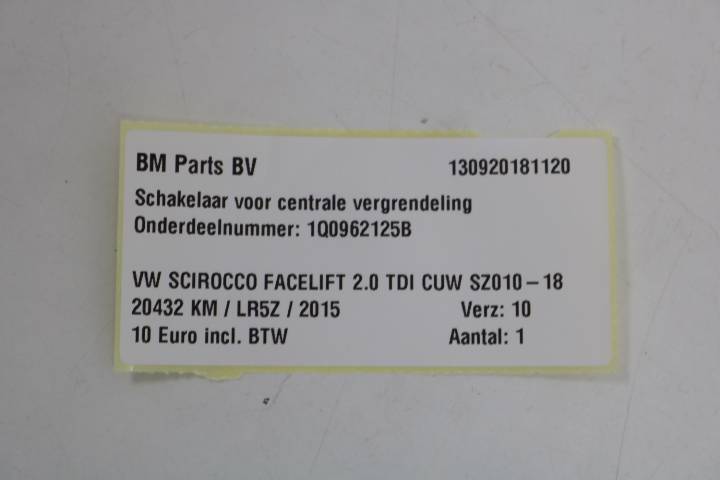 BM Parts BV 130920181120
Schakelaar voor centrale vergrendeling
Onderdeelnummer: 1Q0962125B
VW SCIROCCO FACELIFT 2.0 TDI CUW SZ010-18
20432 KM / LR5Z / 2015 Verz: 10
10 Euro incl. BTW Aantal: 1